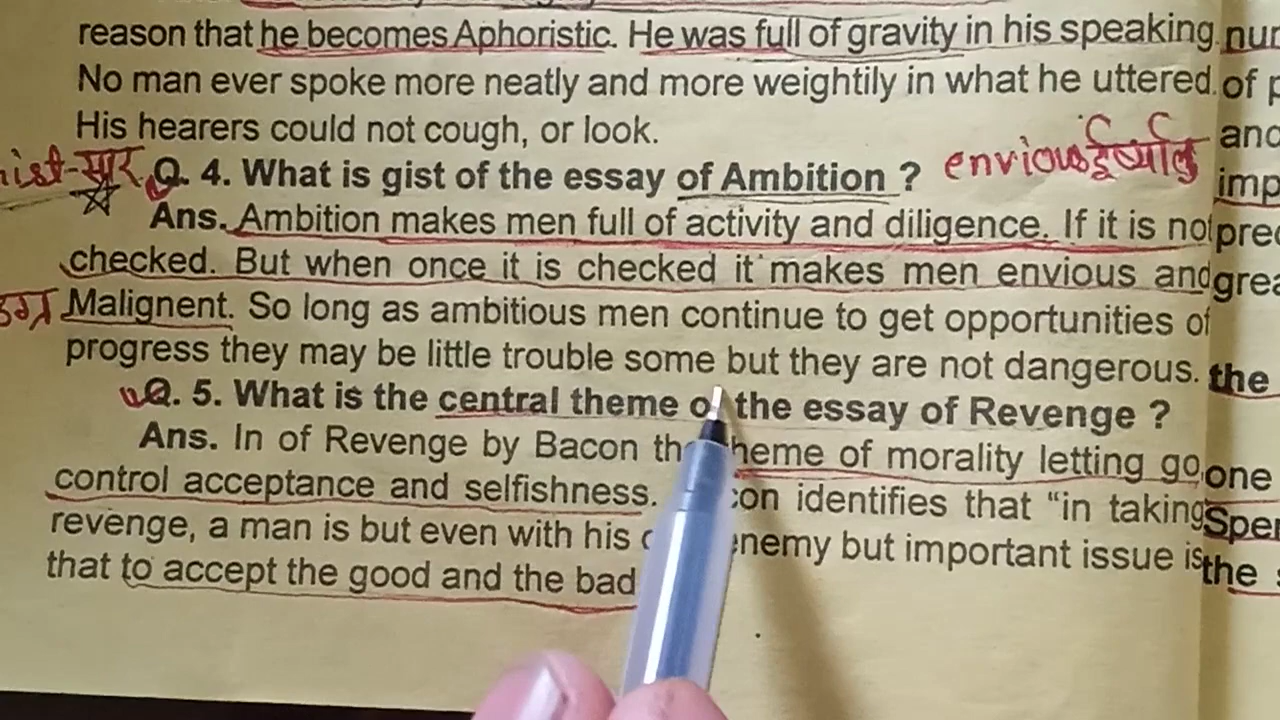 reason that he becomes Aphoristic. He was full of gravity in his speaking.
No man ever spoke more neatly and more weightily in what he uttered.
His hearers could not cough, or look.
envious ईर्ष्यालु
सार Q. 4. What is gist of the essay of Ambition ?
Ans. Ambition makes men full of activity and diligence. If it is not
checked. But when once it is checked it makes men envious and
उग्र Malignent. So long as ambitious men continue to get opportunities of
progress they may be little trouble some but they are not dangerous.
Q. 5. What is the central theme the essay of Revenge ?
Ans. In of Revenge by Bacon of morality letting go
control acceptance and selfishness. identifies that "in taking
revenge, a man is but even with his but important issue is
that to accept the good and the bad
of
and
the
one
the